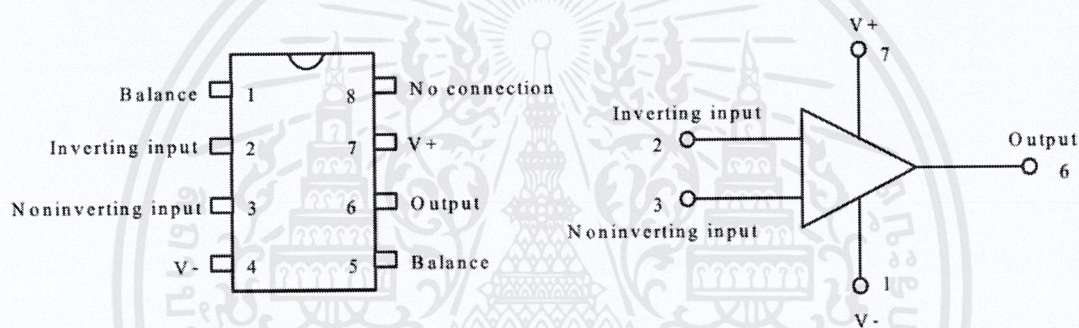 Balance 1
8 No connection
Inverting input 2
7 V+
Noninverting input 3
6 Output
V- 4
5 Balance
V+
7
Inverting input
2
3
Noninverting input
Output
6
1
V-